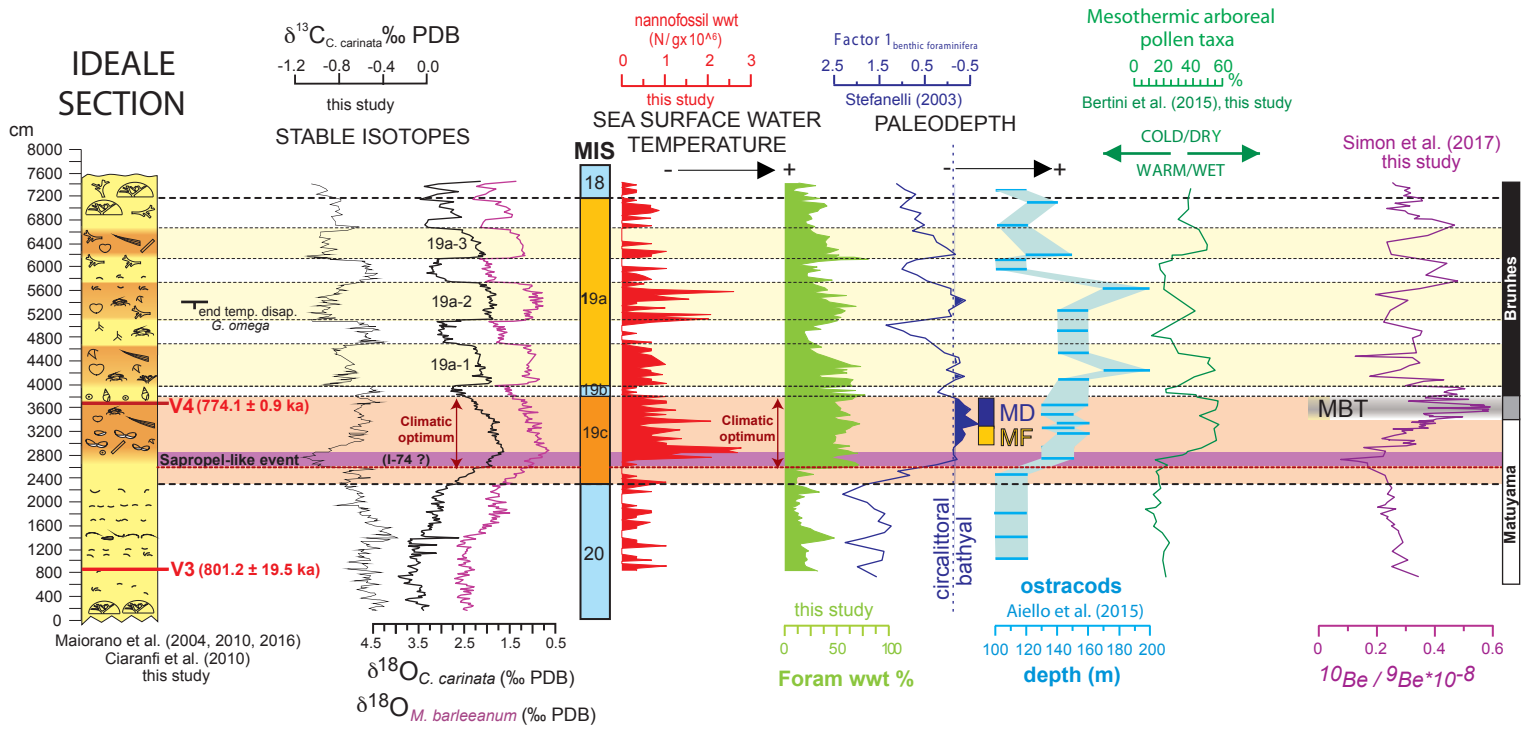 IDEALE
SECTION
cm
8000
7600
7200
6800
6400
6000
5600
5200
4800
4400
4000
3600
3200
2800
2400
2000
1600
1200
800
400
0
Maiorano et al. (2004, 2010, 2016)
Ciaranfi et al. (2010)
this study
V4 (774.1 ± 0.9 ka)
V3 (801.2 ± 19.5 ka)
Sapropel-like event
(I-74 ?)
end temp. disap.
G. omega
δ13C C. carinata‰ PDB
-1.2 -0.8 -0.4 0.0
this study
STABLE ISOTOPES
19a-3
19a-2
19a-1
Climatic
optimum
4.5 3.5 2.5 1.5 0.5
δ18O C. carinata (‰ PDB)
δ18O M. barleeanum (‰ PDB)
MIS
18
19a
19b
19c
20
nannofossil wwt
(N/gx10^6)
0 1 2 3
this study
SEA SURFACE WATER
TEMPERATURE
- +
Climatic
optimum
this study
0 50 100
Foram wwt %
Factor 1 benthic foraminifera
2.5 1.5 0.5 -0.5
Stefanelli (2003)
PALEODEPTH
- +
MD
MF
circalittoral
bathyal
ostracods
Aiello et al. (2015)
100 120 140 160 180 200
depth (m)
Mesothermic arboreal
pollen taxa
0 20 40 60
%
Bertini et al. (2015), this study
COLD/DRY
WARM/WET
Simon et al. (2017)
this study
MBT
0 0.2 0.4 0.6
10Be / 9Be*10-8
Brunhes
Matuyama